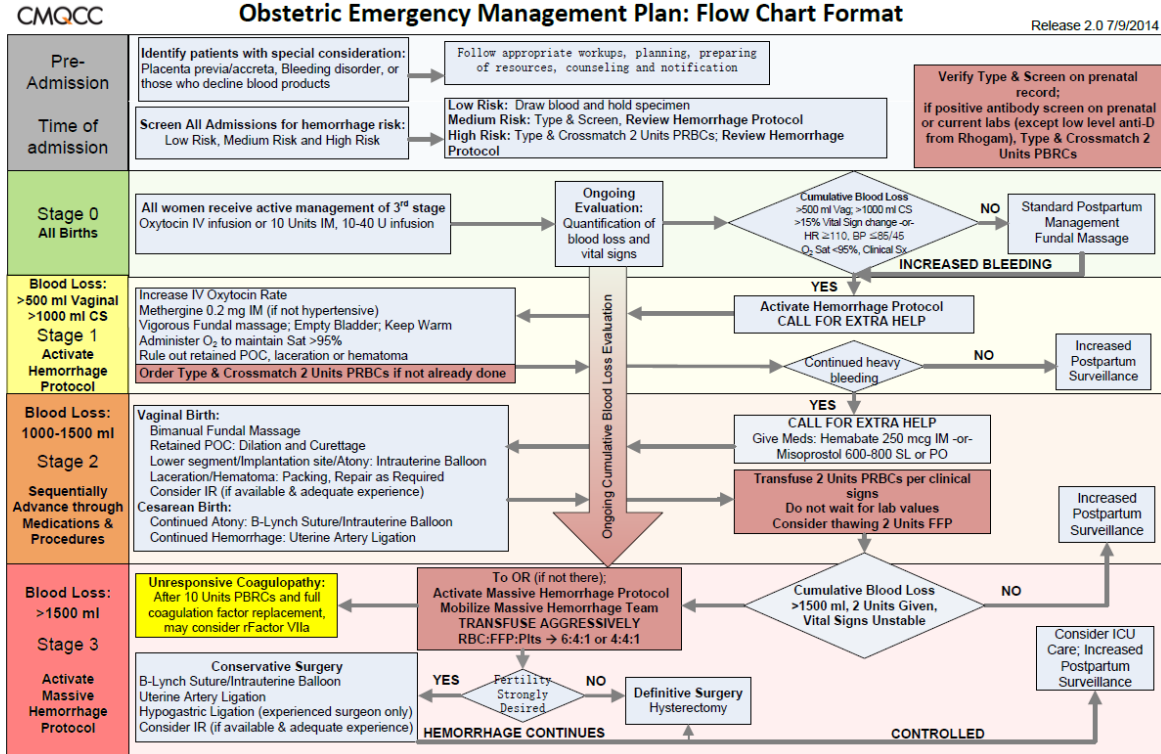 CMQCC
Obstetric Emergency Management Plan: Flow Chart Format
Release 2.0 7/9/2014
Pre-
Admission
Time of
admission
Identify patients with special consideration:
Placenta previa/accreta, Bleeding disorder, or
those who decline blood products
Follow appropriate workups, planning, preparing
of resources, counseling and notification
Screen All Admissions for hemorrhage risk:
Low Risk, Medium Risk and High Risk
Low Risk: Draw blood and hold specimen
Medium Risk: Type & Screen, Review Hemorrhage Protocol
High Risk: Type & Crossmatch 2 Units PRBCs; Review Hemorrhage
Protocol
Verify Type & Screen on prenatal
record;
if positive antibody screen on prenatal
or current labs (except low level anti-D
from Rhogam), Type & Crossmatch 2
Units PBRCs
Stage 0
All Births
All women receive active management of 3rd stage
Oxytocin IV infusion or 10 Units IM, 10-40 U infusion
Ongoing
Evaluation:
Quantification of
blood loss and
vital signs
Cumulative Blood Loss
>500 ml Vag; >1000 ml CS
>15% Vital Sign change -or-
HR ≥110, BP ≤85/45
O2 Sat <95%, Clinical Sx
NO
Standard Postpartum
Management
Fundal Massage
INCREASED BLEEDING
YES
Blood Loss:
>500 ml Vaginal
>1000 ml CS
Stage 1
Activate
Hemorrhage
Protocol
Increase IV Oxytocin Rate
Methergine 0.2 mg IM (if not hypertensive)
Vigorous Fundal massage; Empty Bladder; Keep Warm
Administer O2 to maintain Sat >95%
Rule out retained POC, laceration or hematoma
Order Type & Crossmatch 2 Units PRBCs if not already done
Ongoing Cumulative Blood Loss Evaluation
Activate Hemorrhage Protocol
CALL FOR EXTRA HELP
Continued heavy
bleeding
NO
Increased
Postpartum
Surveillance
YES
Blood Loss:
1000-1500 ml
Stage 2
Sequentially
Advance through
Medications &
Procedures
Vaginal Birth:
Bimanual Fundal Massage
Retained POC: Dilation and Curettage
Lower segment/Implantation site/Atony: Intrauterine Balloon
Laceration/Hematoma: Packing, Repair as Required
Consider IR (if available & adequate experience)
Cesarean Birth:
Continued Atony: B-Lynch Suture/Intrauterine Balloon
Continued Hemorrhage: Uterine Artery Ligation
CALL FOR EXTRA HELP
Give Meds: Hemabate 250 mcg IM -or-
Misoprostol 600-800 SL or PO
Transfuse 2 Units PRBCs per clinical
signs
Do not wait for lab values
Consider thawing 2 Units FFP
Increased
Postpartum
Surveillance
Blood Loss:
>1500 ml
Stage 3
Activate
Massive
Hemorrhage
Protocol
Unresponsive Coagulopathy:
After 10 Units PBRCs and full
coagulation factor replacement,
may consider rFactor VIIa
To OR (if not there);
Activate Massive Hemorrhage Protocol
Mobilize Massive Hemorrhage Team
TRANSFUSE AGGRESSIVELY
RBC:FFP:Plts → 6:4:1 or 4:4:1
Cumulative Blood Loss
>1500 ml, 2 Units Given,
Vital Signs Unstable
NO
Consider ICU
Care; Increased
Postpartum
Surveillance
Conservative Surgery
B-Lynch Suture/Intrauterine Balloon
Uterine Artery Ligation
Hypogastric Ligation (experienced surgeon only)
Consider IR (if available & adequate experience)
YES
Fertility
Strongly
Desired
NO
Definitive Surgery
Hysterectomy
HEMORRHAGE CONTINUES
CONTROLLED